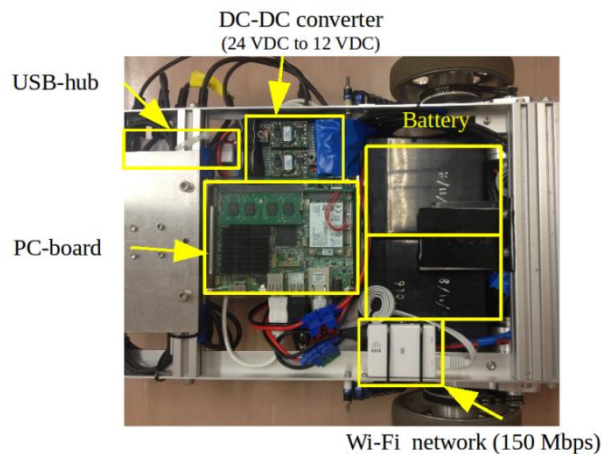 DC-DC converter
(24 VDC to 12 VDC)
USB-hub
Battery
PC-board
Wi-Fi network (150 Mbps)